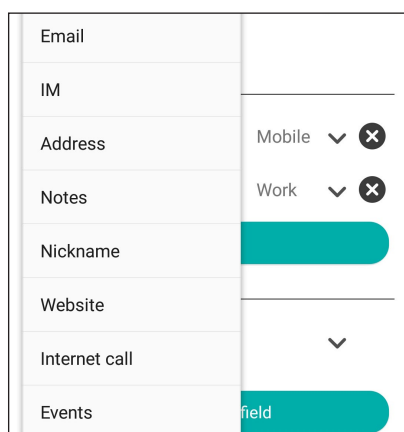 Email
IM
Address
Mobile
Notes
Work
Nickname
Website
Internet call
Events
field